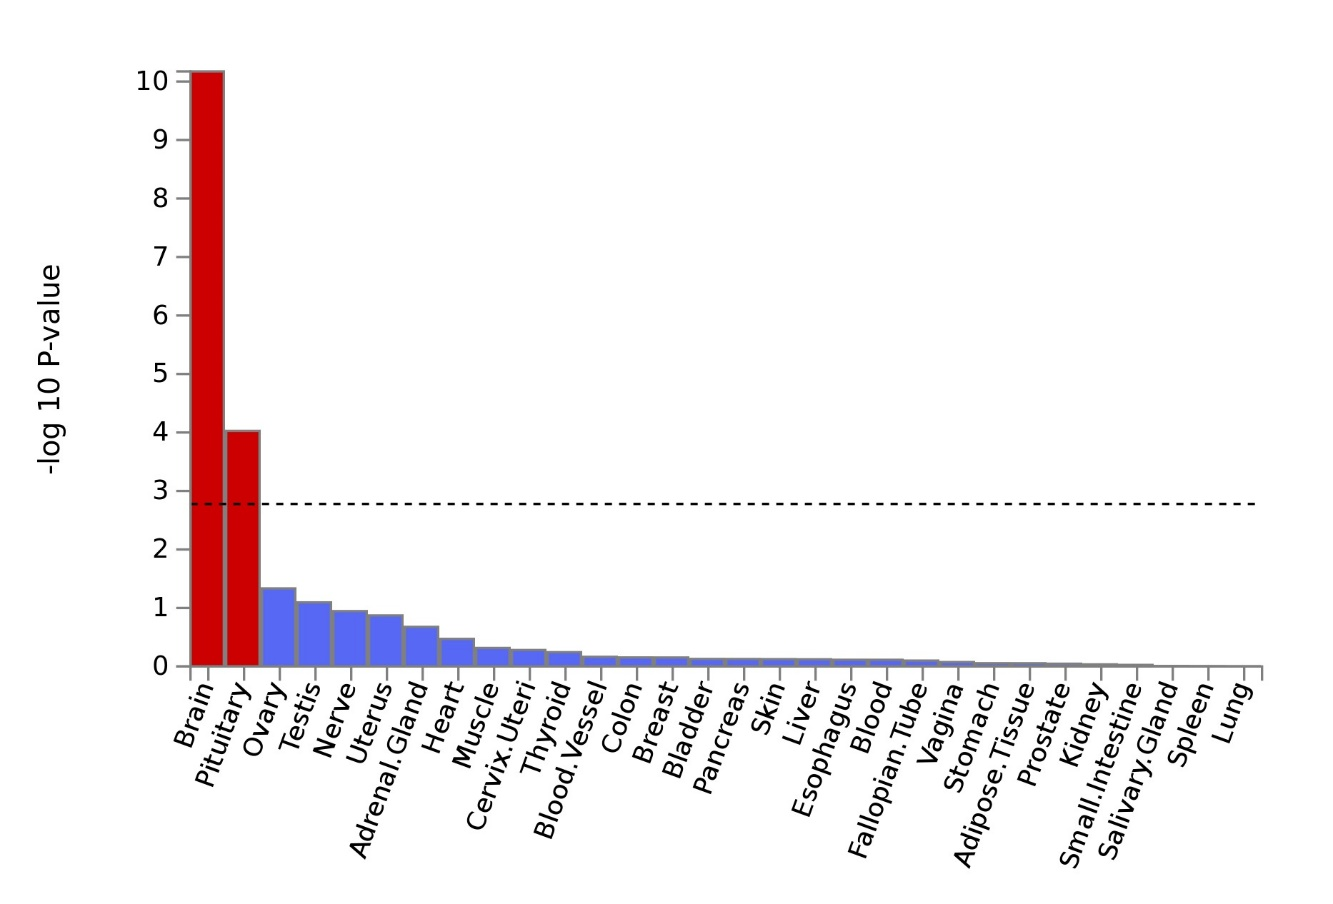 -log 10 P-value
10
9
8
7
6
5
4
3
2
1
0
Brain
Pituitary
Ovary
Testis
Nerve
Uterus
Adrenal.Gland
Heart
Muscle
Cervix.Uteri
Thyroid
Blood.Vessel
Colon
Breast
Bladder
Pancreas
Skin
Liver
Esophagus
Blood
Fallopian.Tube
Vagina
Stomach
Adipose.Tissue
Prostate
Kidney
Small.Intestine
Salivary.Gland
Spleen
Lung